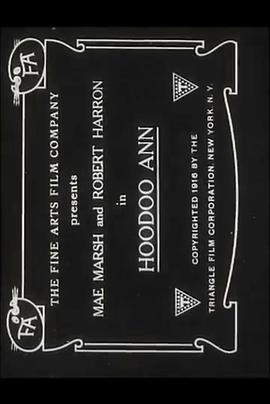 FA
FA
THE FINE ARTS FILM COMPANY
presents
MAE MARSH and ROBERT HARRON
in
HOODOO ANN
COPYRIGHTED 1916 BY THE
TRIANGLE FILM CORPORATION, NEW YORK, N.Y.